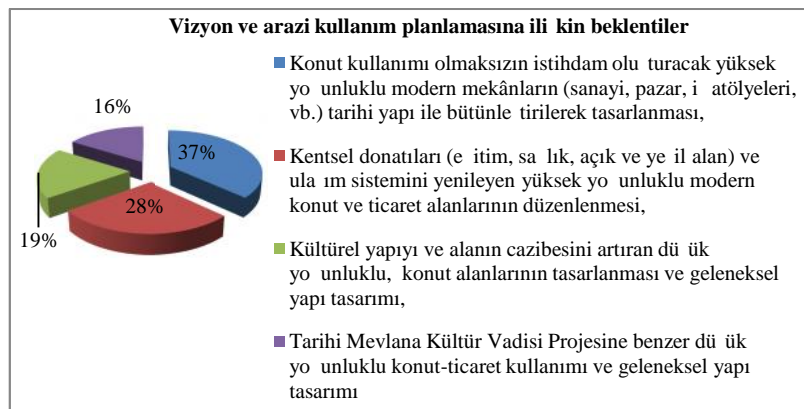 Vizyon ve arazi kullanım planlamasına ili kin beklentiler
16%
37%
28%
19%
Konut kullanımı olmaksızın istihdam olu turacak yüksek
yo unluklu modern mekânların (sanayi, pazar, i atölyeleri,
vb.) tarihi yapı ile bütünle tirilerek tasarlanması,
Kentsel donatıları (e itim, sa lık, açık ve ye il alan) ve
ula ım sistemini yenileyen yüksek yo unluklu modern
konut ve ticaret alanlarının düzenlenmesi,
Kültürel yapıyı ve alanın cazibesini artıran dü ük
yo unluklu, konut alanlarının tasarlanması ve geleneksel
yapı tasarımı,
Tarihi Mevlana Kültür Vadisi Projesine benzer dü ük
yo unluklu konut-ticaret kullanımı ve geleneksel yapı
tasarımı